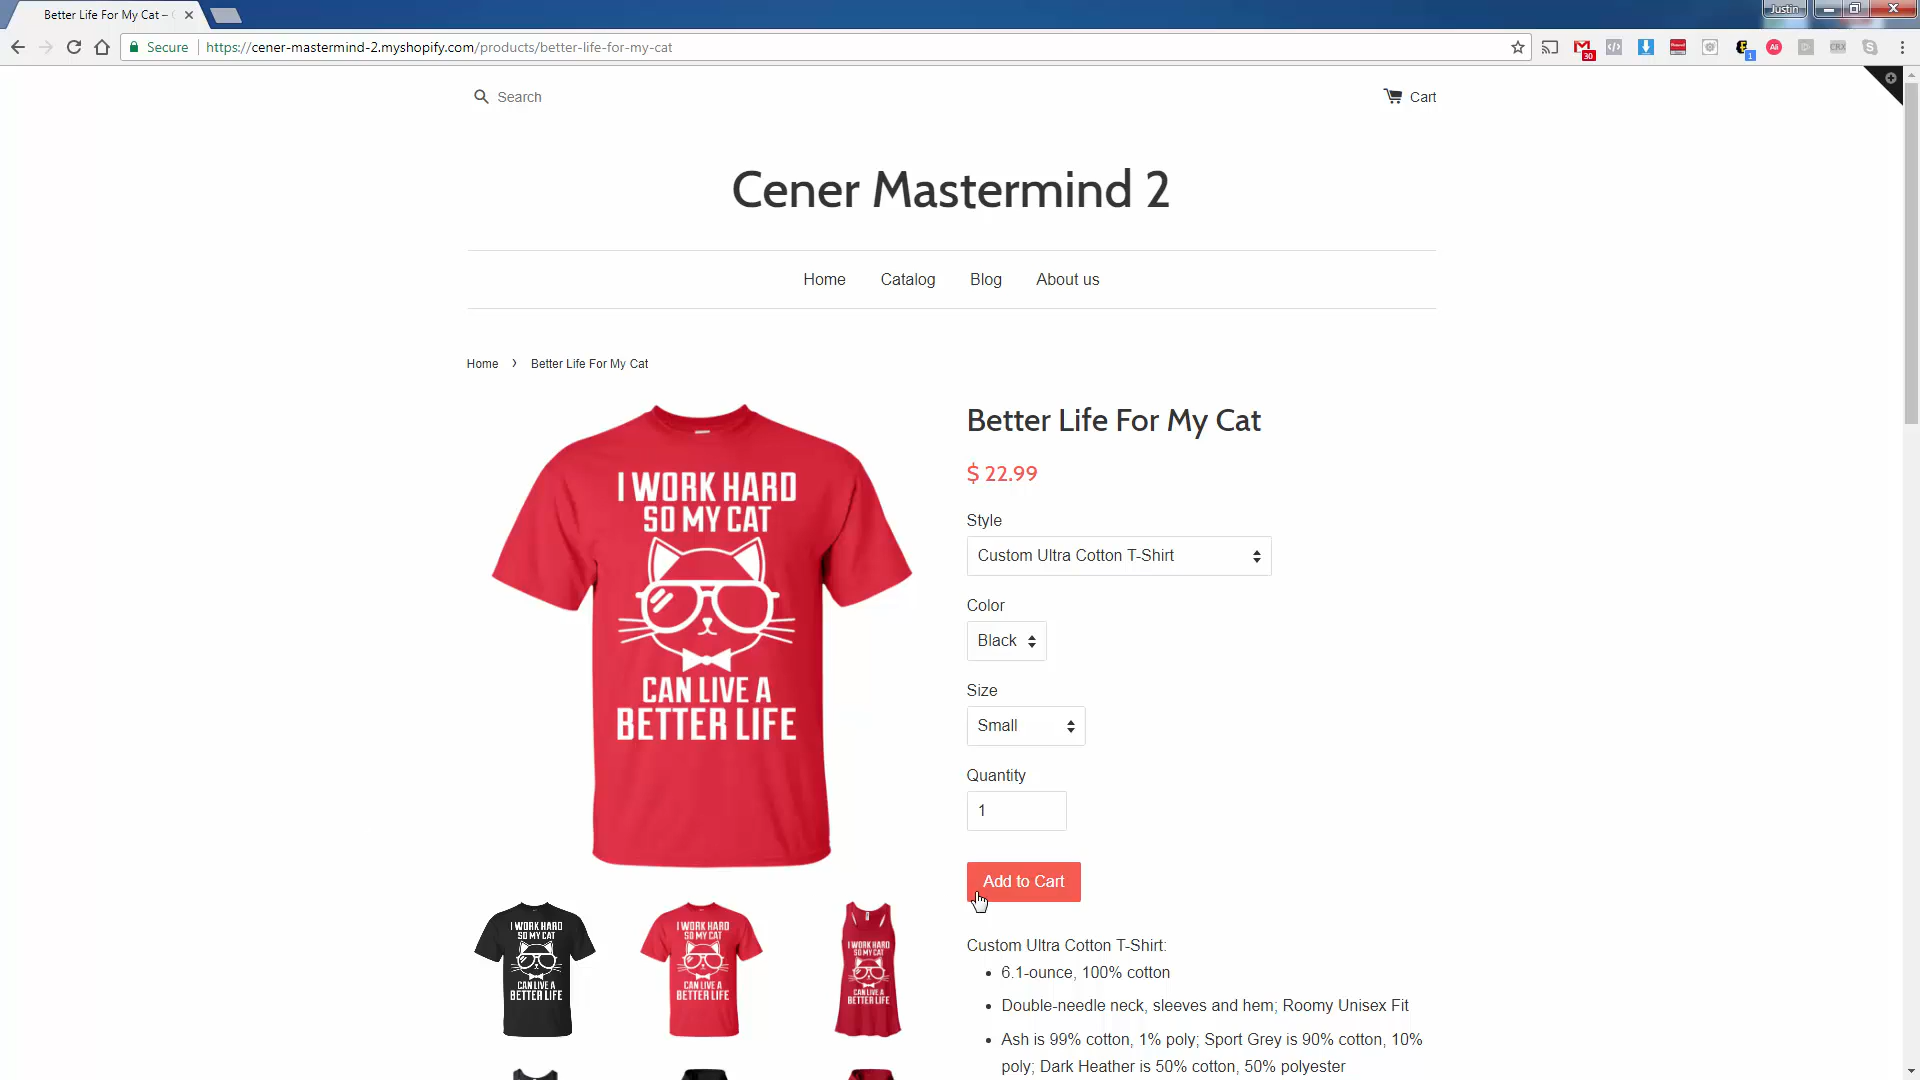 Better Life For My Cat –
Justin
Secure
https://cener-mastermind-2.myshopify.com/products/better-life-for-my-cat
30
1
Ali
CRX
Search
Cart
Cener Mastermind 2
Home
Catalog
Blog
About us
Home › Better Life For My Cat
I WORK HARD
SO MY CAT
CAN LIVE A
BETTER LIFE
Better Life For My Cat
$ 22.99
Style
Custom Ultra Cotton T-Shirt
Color
Black
Size
Small
Quantity
1
Add to Cart
I WORK HARD
SO MY CAT
CAN LIVE A
BETTER LIFE
I WORK HARD
SO MY CAT
CAN LIVE A
BETTER LIFE
I WORK HARD
SO MY CAT
CAN LIVE A
BETTER LIFE
Custom Ultra Cotton T-Shirt:
• 6.1-ounce, 100% cotton
• Double-needle neck, sleeves and hem; Roomy Unisex Fit
• Ash is 99% cotton, 1% poly; Sport Grey is 90% cotton, 10%
poly; Dark Heather is 50% cotton, 50% polyester